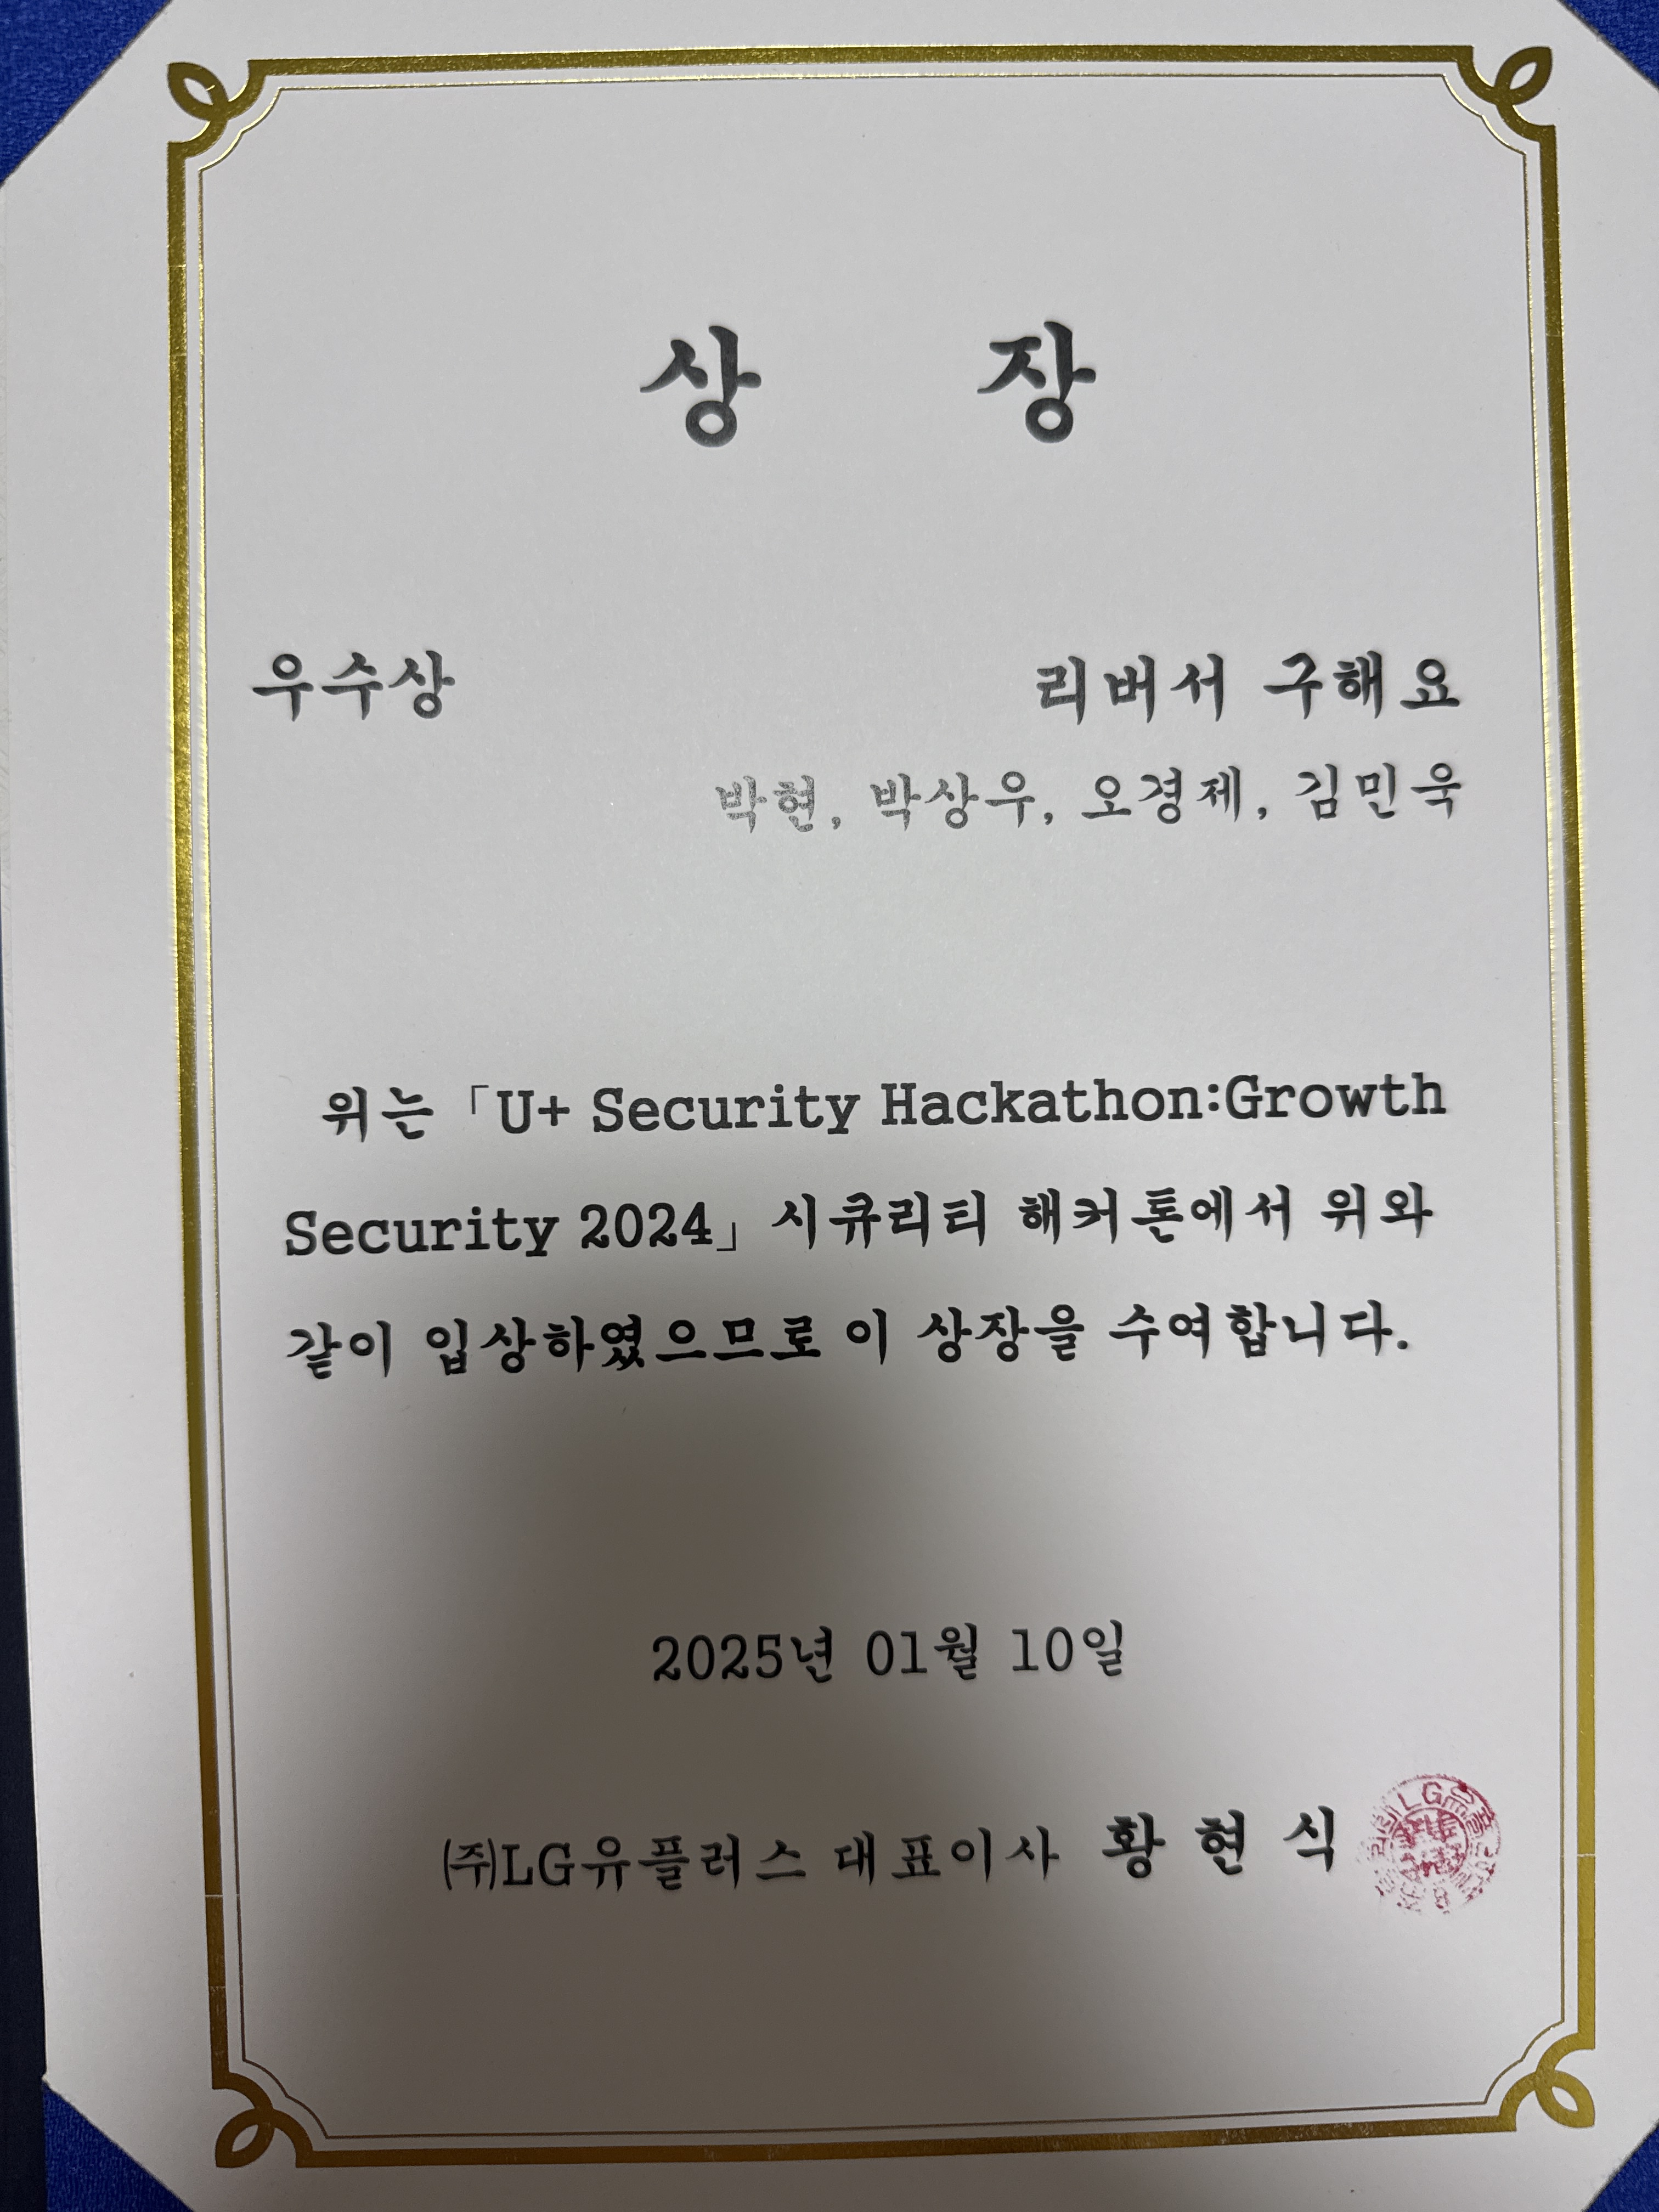 상 장
우수상 리버서 구해요
박현, 박상우, 오경제, 김민욱
위는 「U+ Security Hackathon:Growth
Security 2024」 시큐리티 해커톤에서 위와
같이 입상하였으므로 이 상장을 수여합니다.
2025년 01월 10일
㈜LG유플러스 대표이사 황 현 식